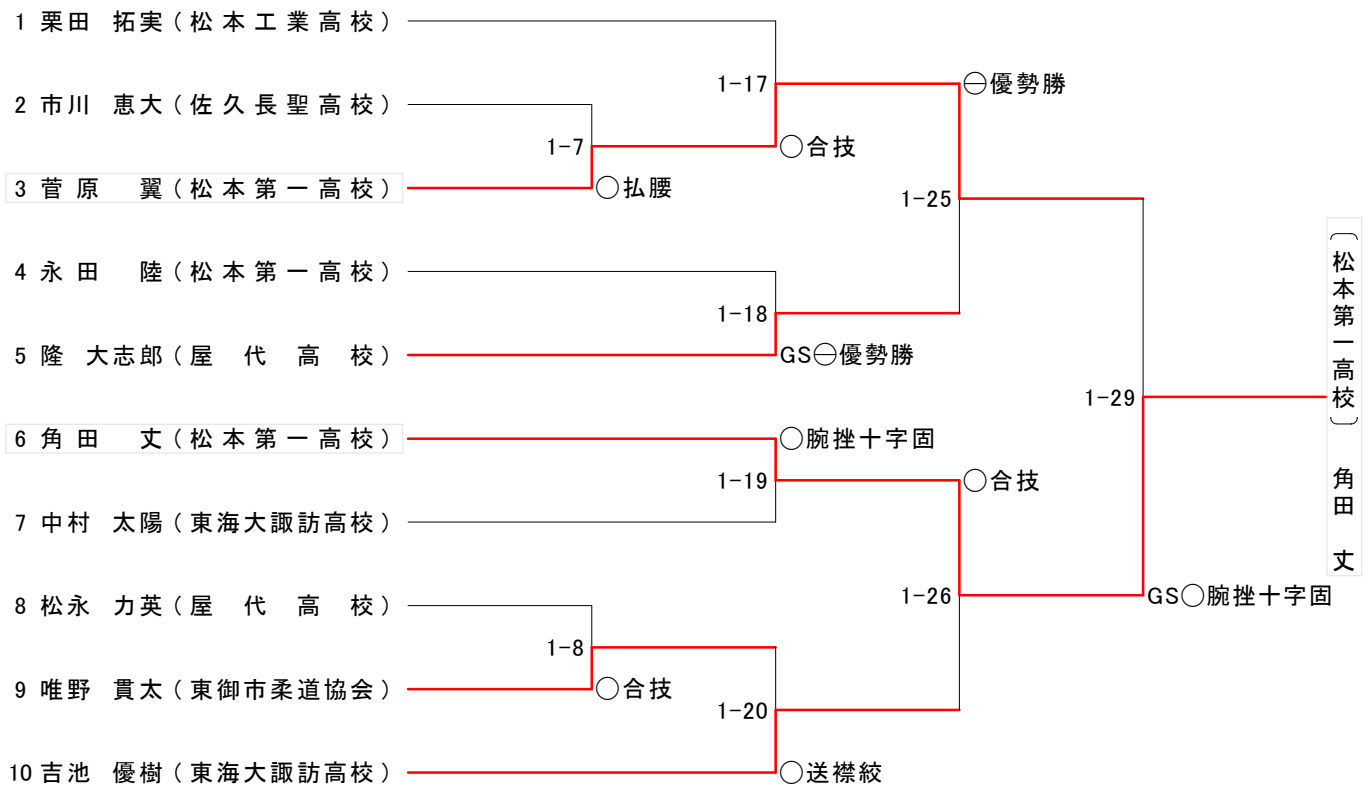 1 栗田 拓実(松本工業高校)
1-17
⊖優勢勝
2 市川 恵大(佐久長聖高校)
1-7
○合技
3 菅原 翼(松本第一高校)
○払腰
1-25
4 永田 陸(松本第一高校)
1-18
5 隆 大志郎(屋代高校)
GS⊖優勢勝
1-29
(松本第一高校) 角田 丈
6 角田 丈(松本第一高校)
○腕挫十字固
1-19
○合技
7 中村 太陽(東海大諏訪高校)
8 松永 力英(屋代高校)
1-26
GS○腕挫十字固
1-8
9 唯野 貫太(東御市柔道協会)
○合技
1-20
10 吉池 優樹(東海大諏訪高校)
○送襟絞